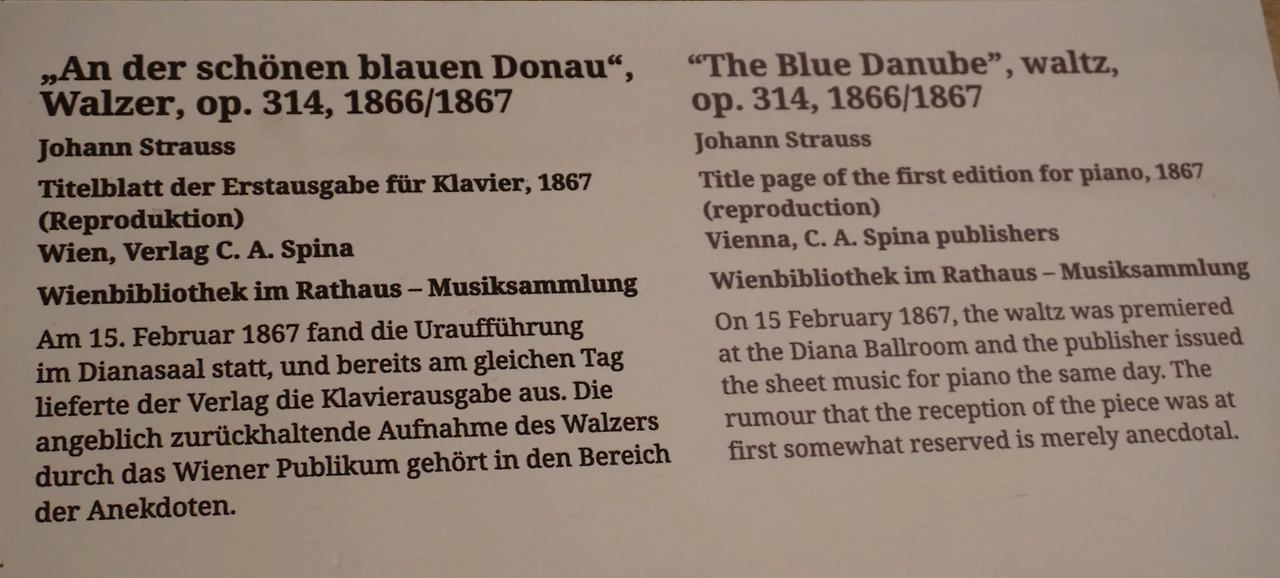 „An der schönen blauen Donau“,
Walzer, op. 314, 1866/1867
Johann Strauss
Titelblatt der Erstausgabe für Klavier, 1867
(Reproduktion)
Wien, Verlag C. A. Spina
Wienbibliothek im Rathaus – Musiksammlung
Am 15. Februar 1867 fand die Uraufführung
im Dianasaal statt, und bereits am gleichen Tag
lieferte der Verlag die Klavierausgabe aus. Die
angeblich zurückhaltende Aufnahme des Walzers
durch das Wiener Publikum gehört in den Bereich
der Anekdoten.
“The Blue Danube”, waltz,
op. 314, 1866/1867
Johann Strauss
Title page of the first edition for piano, 1867
(reproduction)
Vienna, C. A. Spina publishers
Wienbibliothek im Rathaus – Musiksammlung
On 15 February 1867, the waltz was premiered
at the Diana Ballroom and the publisher issued
the sheet music for piano the same day. The
rumour that the reception of the piece was at
first somewhat reserved is merely anecdotal.